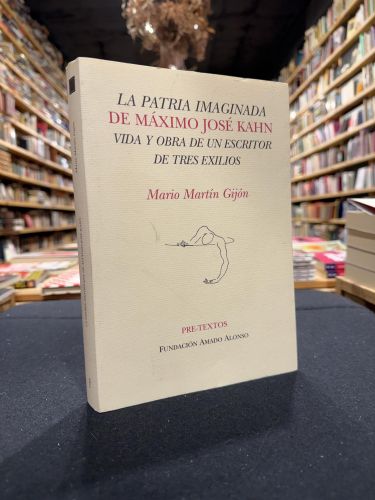 LA PATRIA IMAGINADA
DE MÁXIMO JOSÉ KAHN
VIDA Y OBRA DE UN ESCRITOR
DE TRES EXILIOS
Mario Martín Gijón
PRE-TEXTOS
FUNDACIÓN AMADO ALONSO